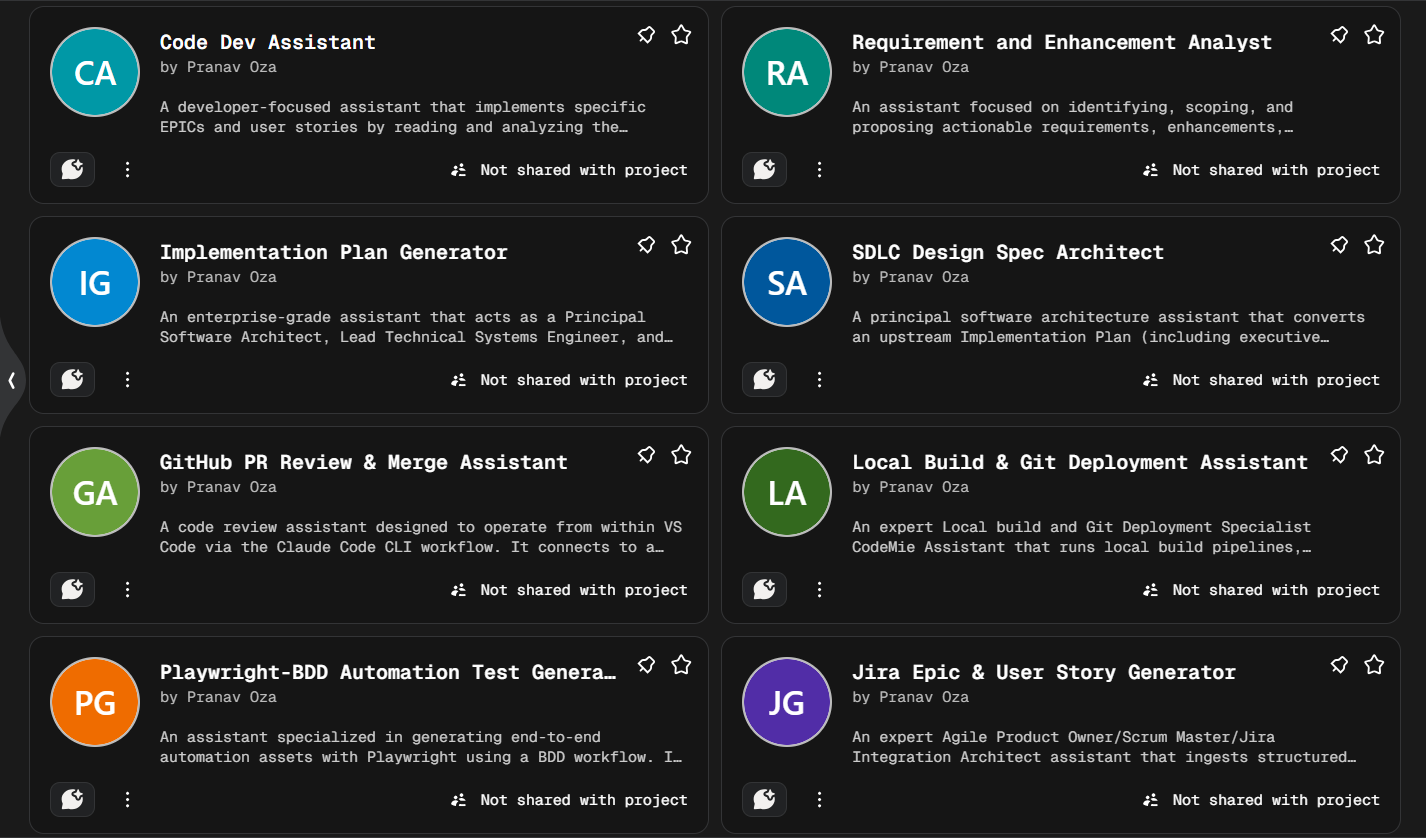 CA
Code Dev Assistant
by Pranav Oza
A developer-focused assistant that implements specific
EPICs and user stories by reading and analyzing the…
Not shared with project
RA
Requirement and Enhancement Analyst
by Pranav Oza
An assistant focused on identifying, scoping, and
proposing actionable requirements, enhancements,…
Not shared with project
IG
Implementation Plan Generator
by Pranav Oza
An enterprise-grade assistant that acts as a Principal
Software Architect, Lead Technical Systems Engineer, and…
Not shared with project
SA
SDLC Design Spec Architect
by Pranav Oza
A principal software architecture assistant that converts
an upstream Implementation Plan (including executive…
Not shared with project
GA
GitHub PR Review & Merge Assistant
by Pranav Oza
A code review assistant designed to operate from within VS
Code via the Claude Code CLI workflow. It connects to a…
Not shared with project
LA
Local Build & Git Deployment Assistant
by Pranav Oza
An expert Local build and Git Deployment Specialist
CodeMie Assistant that runs local build pipelines,…
Not shared with project
PG
Playwright-BDD Automation Test Genera…
by Pranav Oza
An assistant specialized in generating end-to-end
automation assets with Playwright using a BDD workflow. I…
Not shared with project
JG
Jira Epic & User Story Generator
by Pranav Oza
An expert Agile Product Owner/Scrum Master/Jira
Integration Architect assistant that ingests structured…
Not shared with project